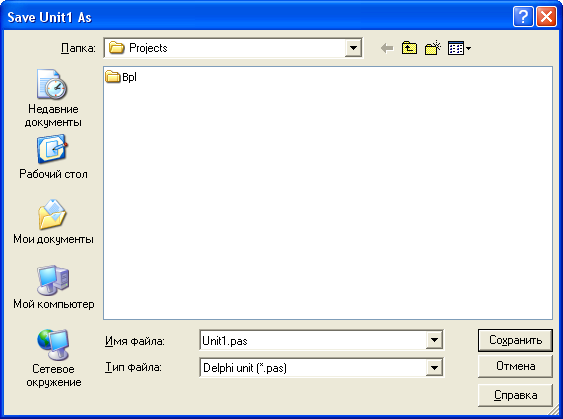 Save Unit1 As
Папка: Projects
Bpl
Недавние
документы
Рабочий стол
Мои документы
Мой компьютер
Сетевое
окружение
Имя файла: Unit1.pas
Сохранить
Тип файла: Delphi unit (*.pas)
Отмена
Справка